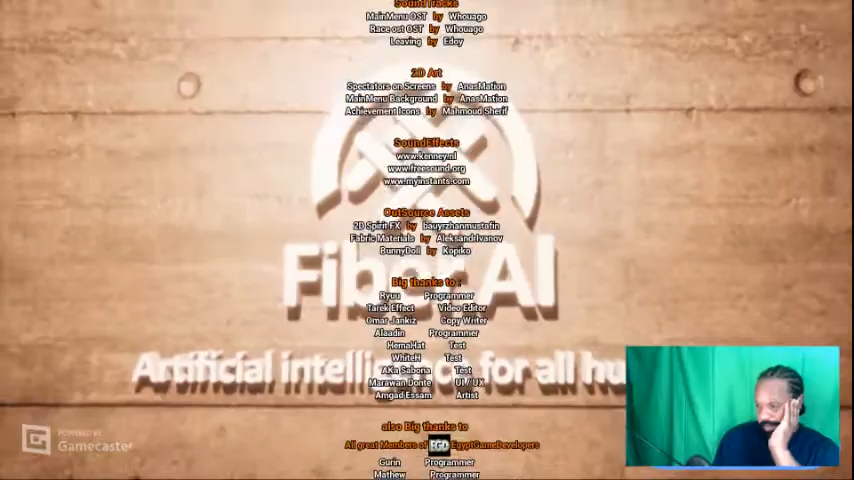 SoundTracks
MainMenu OST by Whouago
Race ost OST by Whouago
Leaving by Edoy
2D Art
Spectators on Screens by AnasMation
MainMenu Background by AnasMation
Achievement Icons by Mahmoud Sherif
SoundEffects
www.kenney.nl
www.freesound.org
www.myinstants.com
OutSource Assets
2D Spirit FX by bauyrzhanmustafin
Fabric Materials by AleksandrIvanov
BunnyDoll by Kopiko
Fiber AI
Big thanks to :
Ryuu Programmer
Tarek Effect Video Editor
Omar Jankiz Copy Writer
Alaadin Programmer
HemaHat Test
WhiteH Test
Artificial intelligence for all hu
AKa Sabona Test
Marawan Donte UI/UX
Amgad Essam Artist
also Big thanks to
All great Members of EGD EgyptGameDevelopers
Gurin Programmer
Mathew Programmer
POWERED BY
Gamecaster